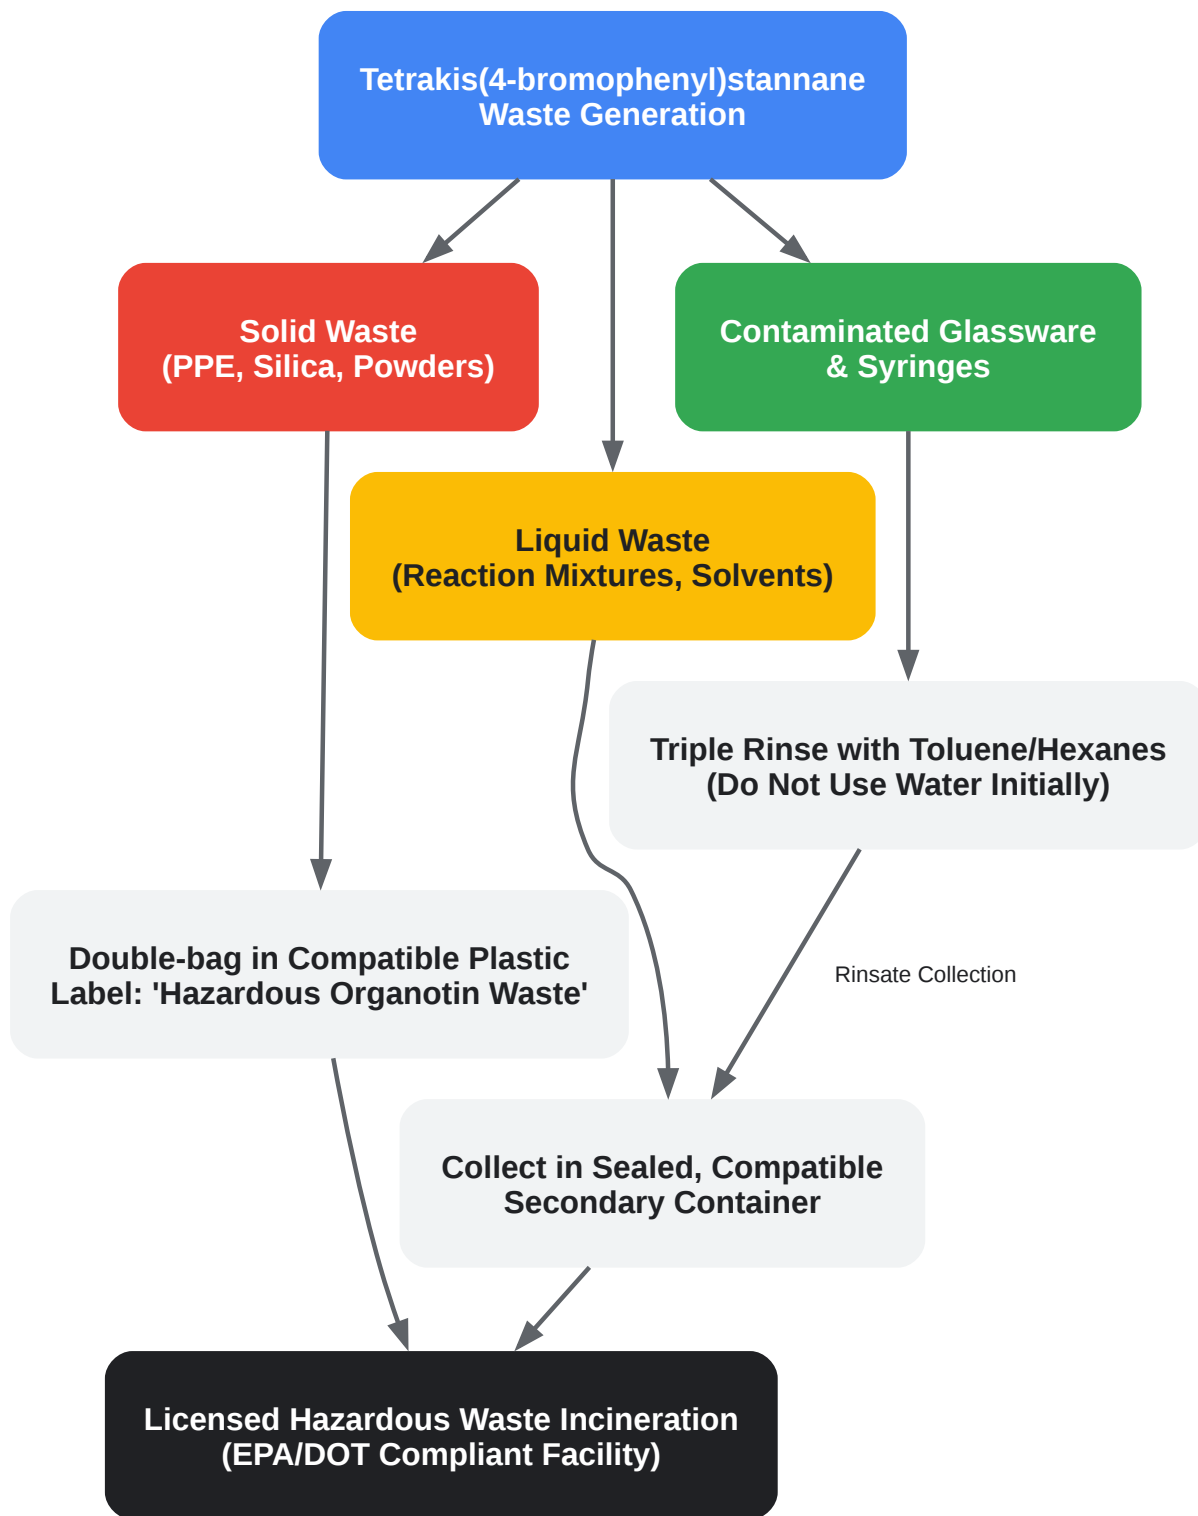 Tetrakis(4-bromophenyl)stannane
Waste Generation
Solid Waste
(PPE, Silica, Powders)
Contaminated Glassware
& Syringes
Liquid Waste
(Reaction Mixtures, Solvents)
Triple Rinse with Toluene/Hexanes
(Do Not Use Water Initially)
Double-bag in Compatible Plastic
Label: 'Hazardous Organotin Waste'
Rinsate Collection
Collect in Sealed, Compatible
Secondary Container
Licensed Hazardous Waste Incineration
(EPA/DOT Compliant Facility)